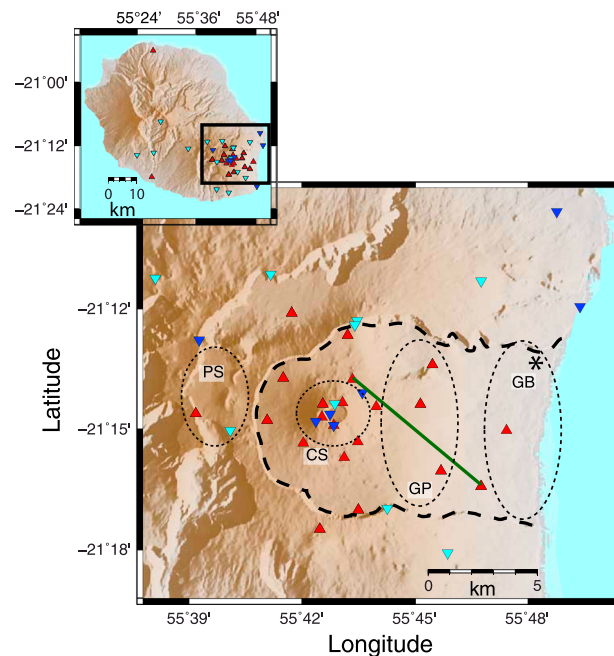 55°24' 55°36' 55°48'
−21°00'
−21°12'
−21°24'
0 10
km
−21°12'
−21°15'
−21°18'
Latitude
PS
CS
GP
GB
*
km
0 5
55°39' 55°42' 55°45' 55°48'
Longitude